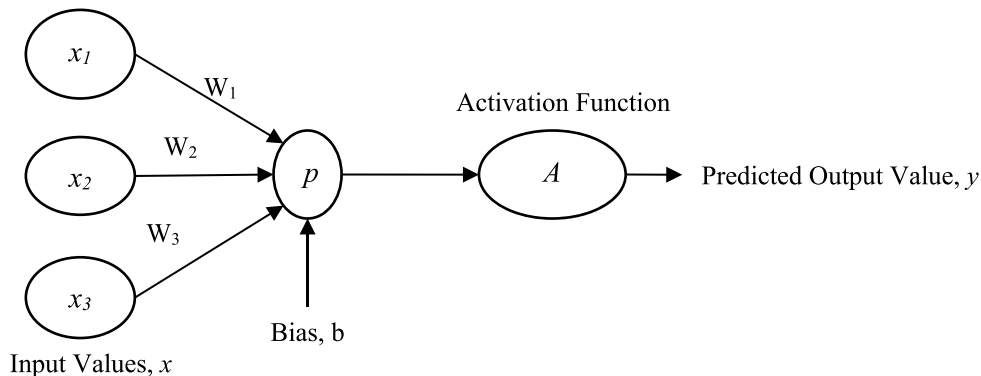 x₁
W₁
Activation Function
W₂
x₂
p
A
Predicted Output Value, y
W₃
x₃
Bias, b
Input Values, x